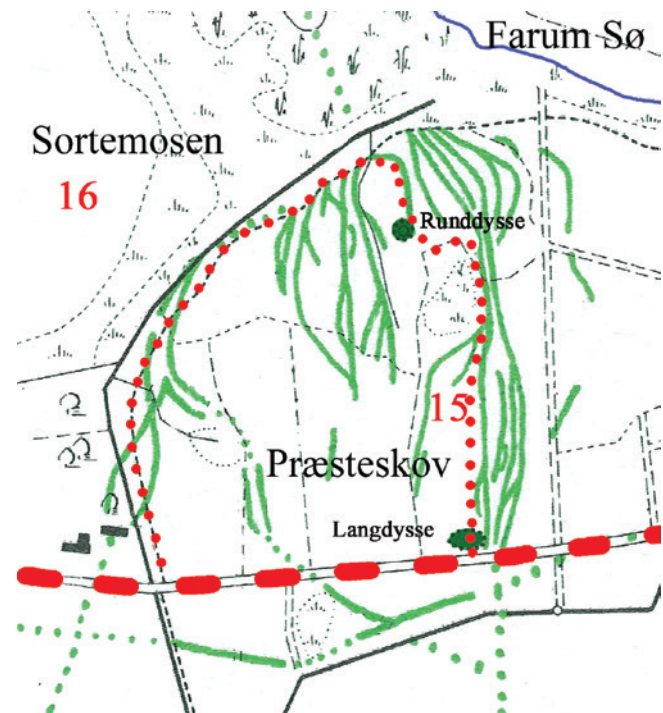 Farum Sø
Sortemosen
16
Runddysse
15
Præsteskov
Langdysse